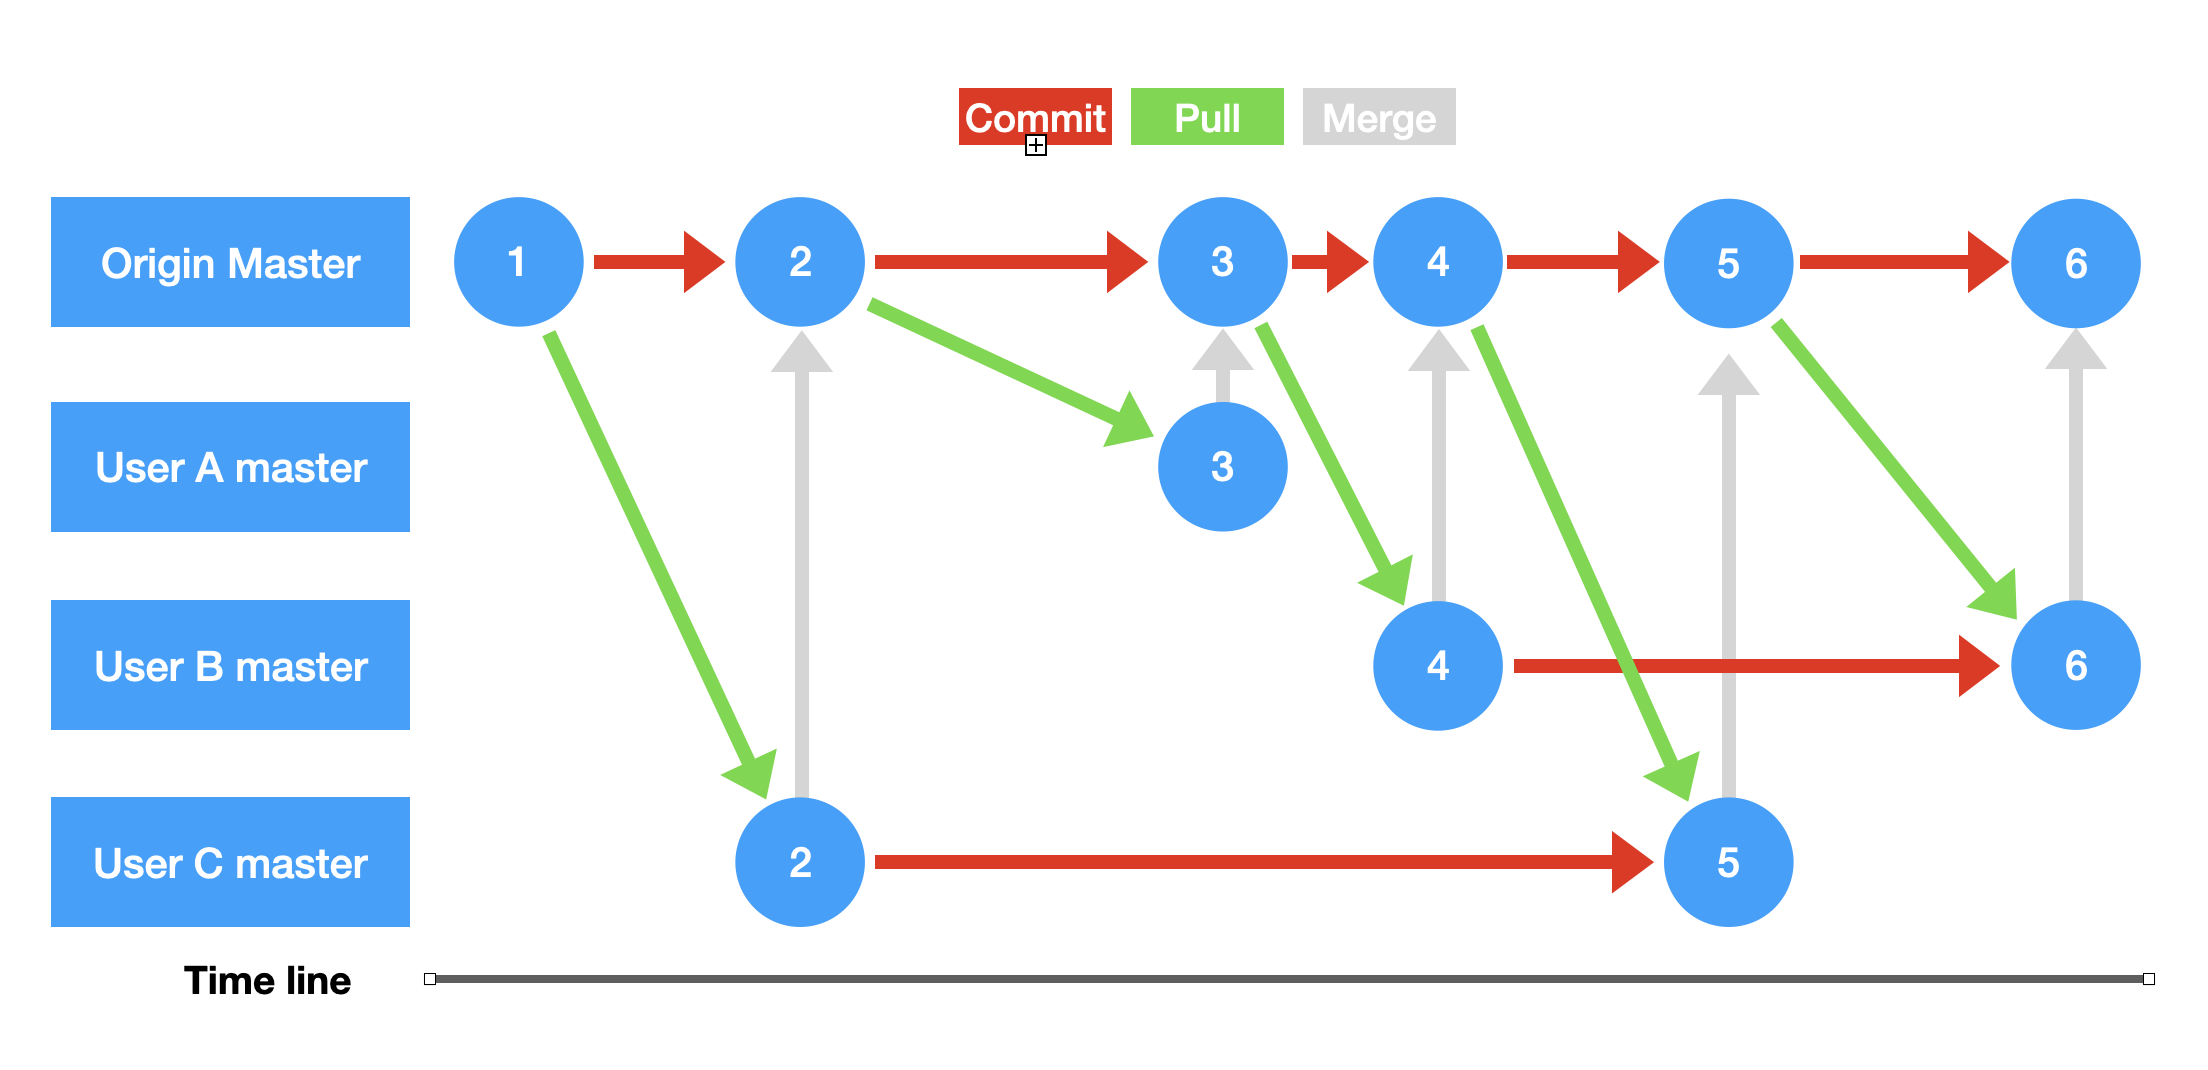 Commit Pull Merge
Origin Master 1 2 3 4 5 6
User A master 3
User B master 4 6
User C master 2 5
Time line